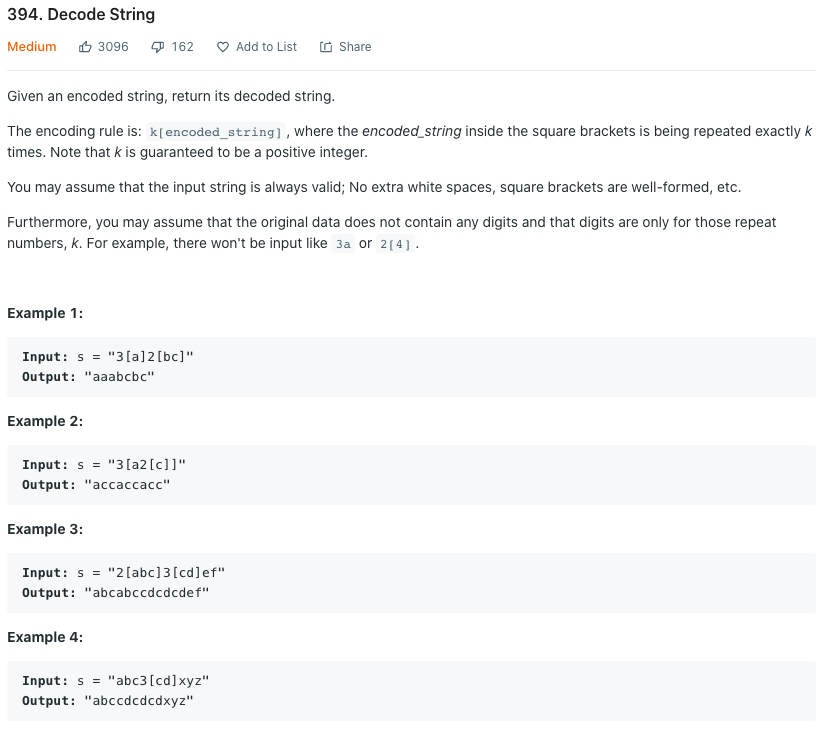 394. Decode String
Medium 3096 162 Add to List Share
Given an encoded string, return its decoded string.
The encoding rule is: k[encoded_string], where the encoded_string inside the square brackets is being repeated exactly k
times. Note that k is guaranteed to be a positive integer.
You may assume that the input string is always valid; No extra white spaces, square brackets are well-formed, etc.
Furthermore, you may assume that the original data does not contain any digits and that digits are only for those repeat
numbers, k. For example, there won't be input like 3a or 2[4].
Example 1:
Input: s = "3[a]2[bc]"
Output: "aaabcbc"
Example 2:
Input: s = "3[a2[c]]"
Output: "accaccacc"
Example 3:
Input: s = "2[abc]3[cd]ef"
Output: "abcabccdcdcdef"
Example 4:
Input: s = "abc3[cd]xyz"
Output: "abccdcdcdxyz"